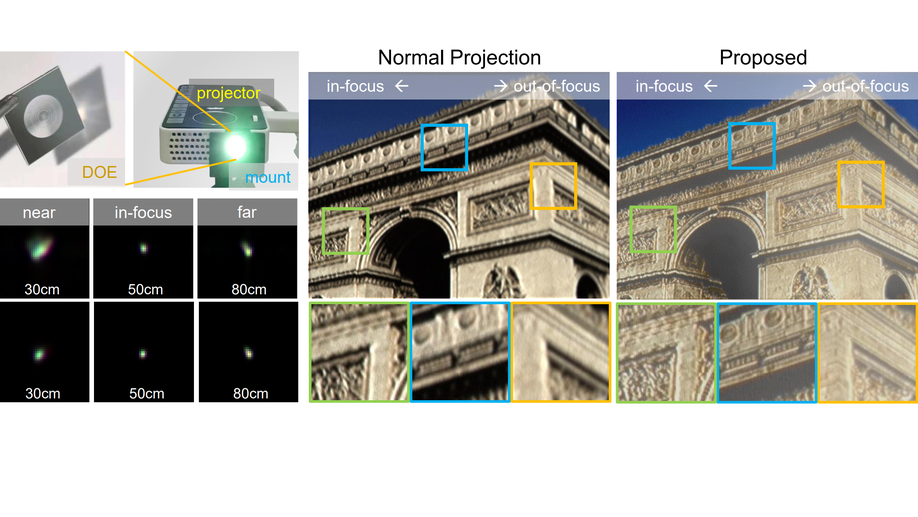 Normal Projection
Proposed
in-focus ← → out-of-focus
in-focus ← → out-of-focus
projector
DOE
mount
near
in-focus
far
30cm
50cm
80cm
30cm
50cm
80cm